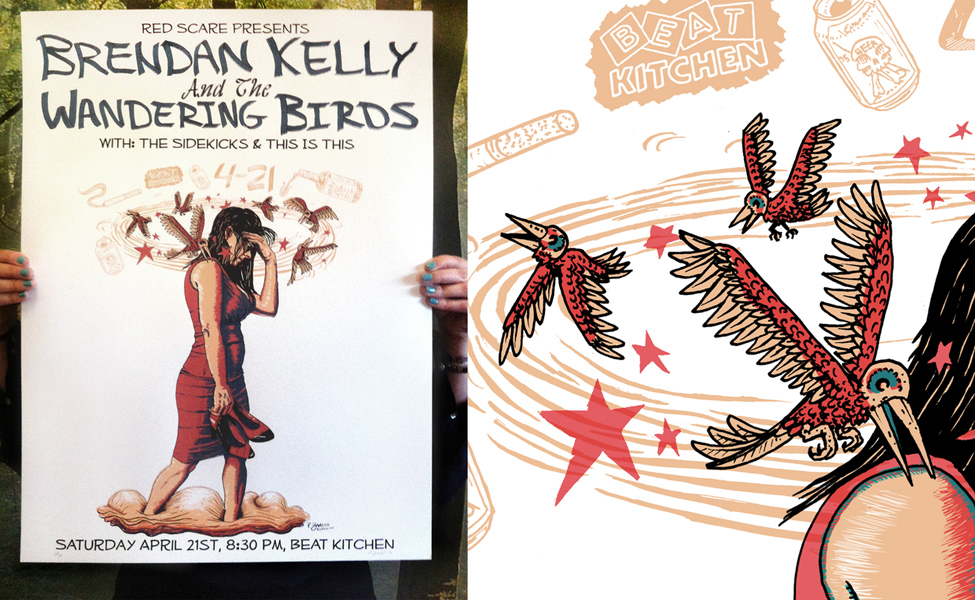 RED SCARE PRESENTS
BRENDAN KELLY
And The
WANDERING BIRDS
WITH: THE SIDEKICKS & THIS IS THIS
4-21
SATURDAY APRIL 21ST, 8:30 PM, BEAT KITCHEN
BEAT
KITCHEN
BEER